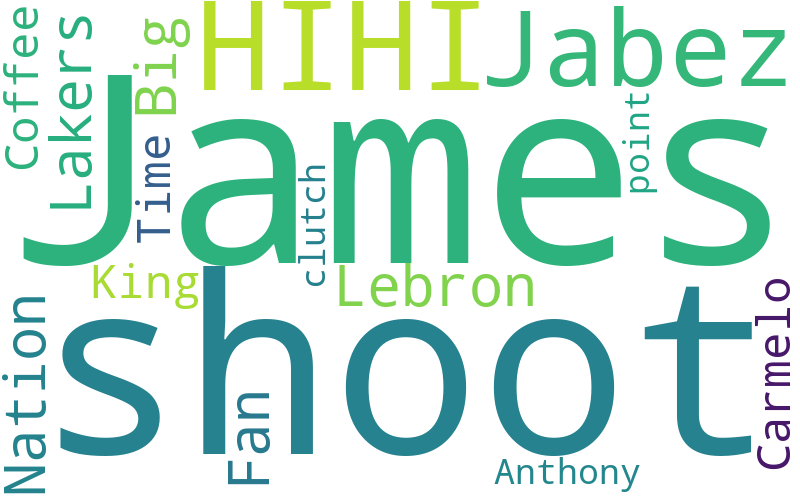 Coffee
Lakers
Big
HIHI
Jabez
James
Time
clutch
point
King
Lebron
shoot
Nation
Fan
Anthony
Carmelo